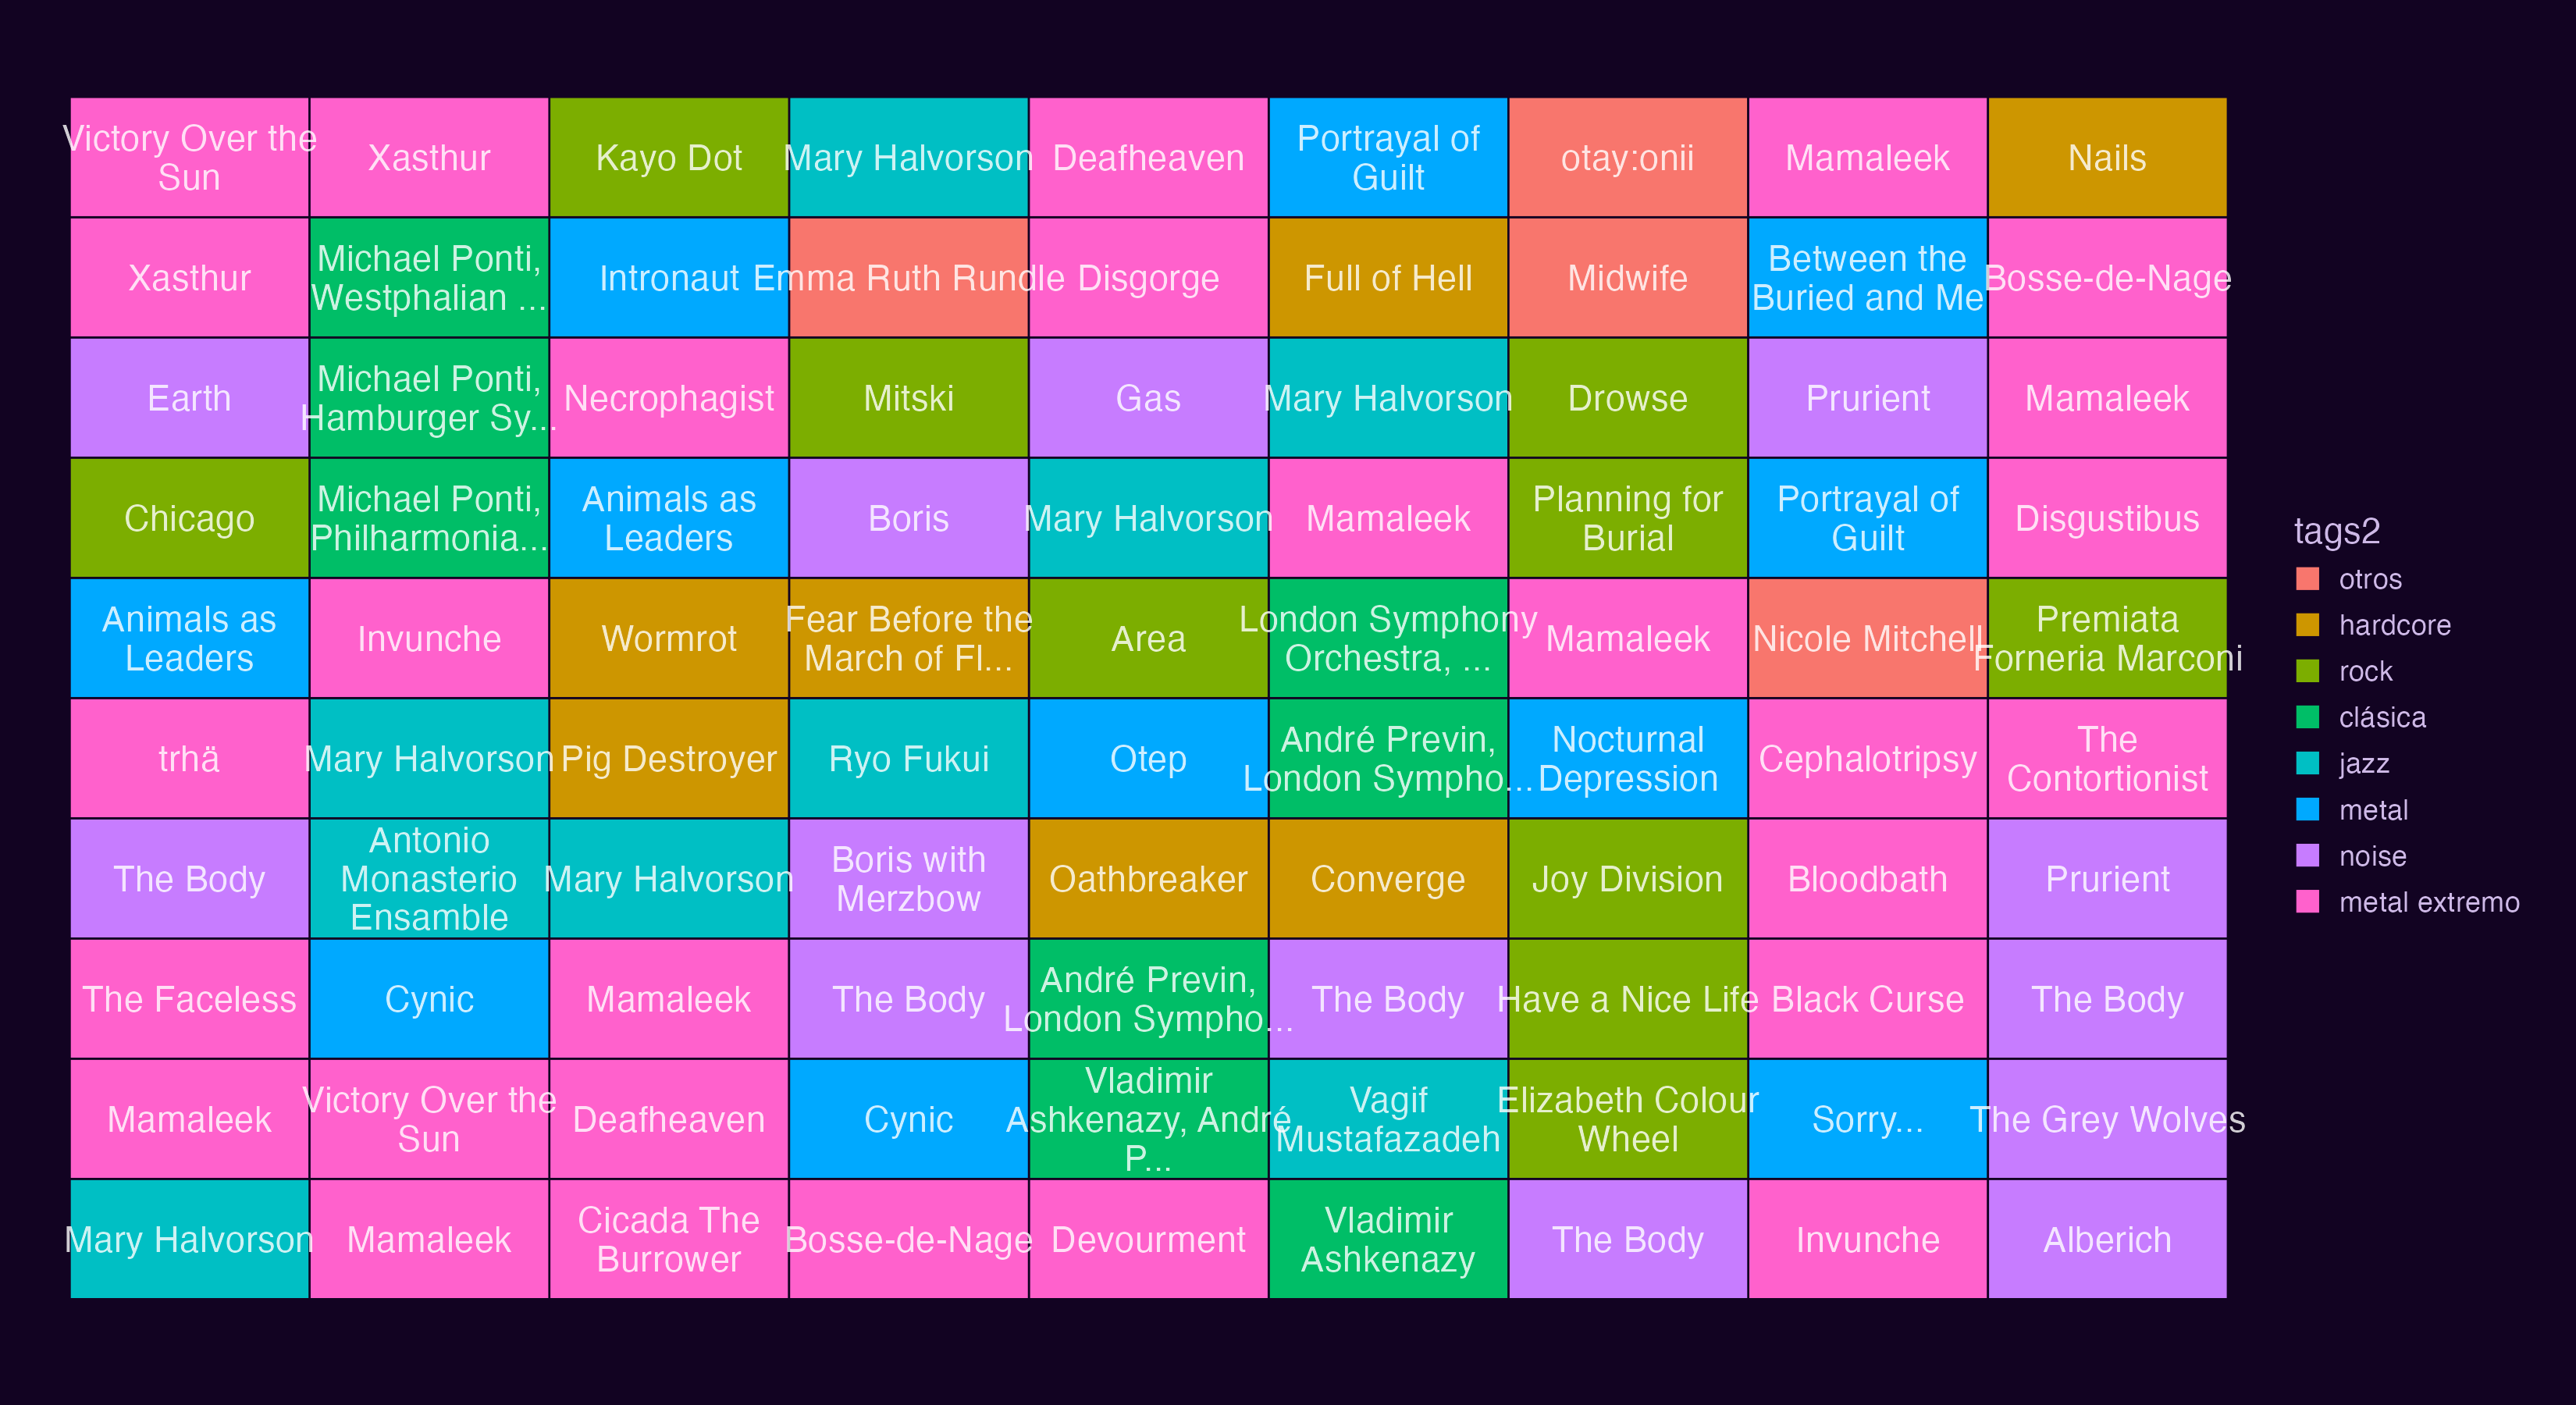 Victory Over the
Sun
Xasthur
Kayo Dot
Mary Halvorson
Deafheaven
Portrayal of
Guilt
otay:onii
Mamaleek
Nails
Xasthur
Michael Ponti,
Westphalian ...
Intronaut
Emma Ruth Rundle
Disgorge
Full of Hell
Midwife
Between the
Buried and Me
Bosse-de-Nage
Earth
Michael Ponti,
Hamburger Sy...
Necrophagist
Mitski
Gas
Mary Halvorson
Drowse
Prurient
Mamaleek
Chicago
Michael Ponti,
Philharmonia...
Animals as
Leaders
Boris
Mary Halvorson
Mamaleek
Planning for
Burial
Portrayal of
Guilt
Disgustibus
Animals as
Leaders
Invunche
Wormrot
Fear Before the
March of Fl...
Area
London Symphony
Orchestra, ...
Mamaleek
Nicole Mitchell
Premiata
Forneria Marconi
trhä
Mary Halvorson
Pig Destroyer
Ryo Fukui
Otep
André Previn,
London Sympho...
Nocturnal
Depression
Cephalotripsy
The
Contortionist
The Body
Antonio
Monasterio
Ensamble
Mary Halvorson
Boris with
Merzbow
Oathbreaker
Converge
Joy Division
Bloodbath
Prurient
The Faceless
Cynic
Mamaleek
The Body
André Previn,
London Sympho...
The Body
Have a Nice Life
Black Curse
The Body
Mamaleek
Victory Over the
Sun
Deafheaven
Cynic
Vladimir
Ashkenazy, André
P...
Vagif
Mustafazadeh
Elizabeth Colour
Wheel
Sorry...
The Grey Wolves
Mary Halvorson
Mamaleek
Cicada The
Burrower
Bosse-de-Nage
Devourment
Vladimir
Ashkenazy
The Body
Invunche
Alberich
tags2
otros
hardcore
rock
clásica
jazz
metal
noise
metal extremo